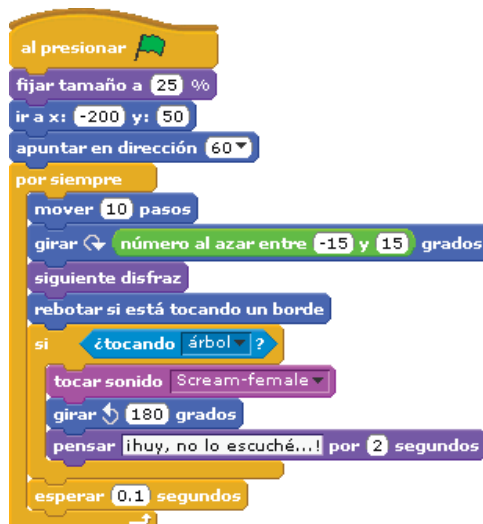 al presionar
fijar tamaño a 25 %
ir a x: -200 y: 50
apuntar en dirección 60
por siempre
mover 10 pasos
girar número al azar entre -15 y 15 grados
siguiente disfraz
rebotar si está tocando un borde
si ¿tocando árbol ?
tocar sonido Scream-female
girar 180 grados
pensar ¡huy, no lo escuché...! por 2 segundos
esperar 0.1 segundos